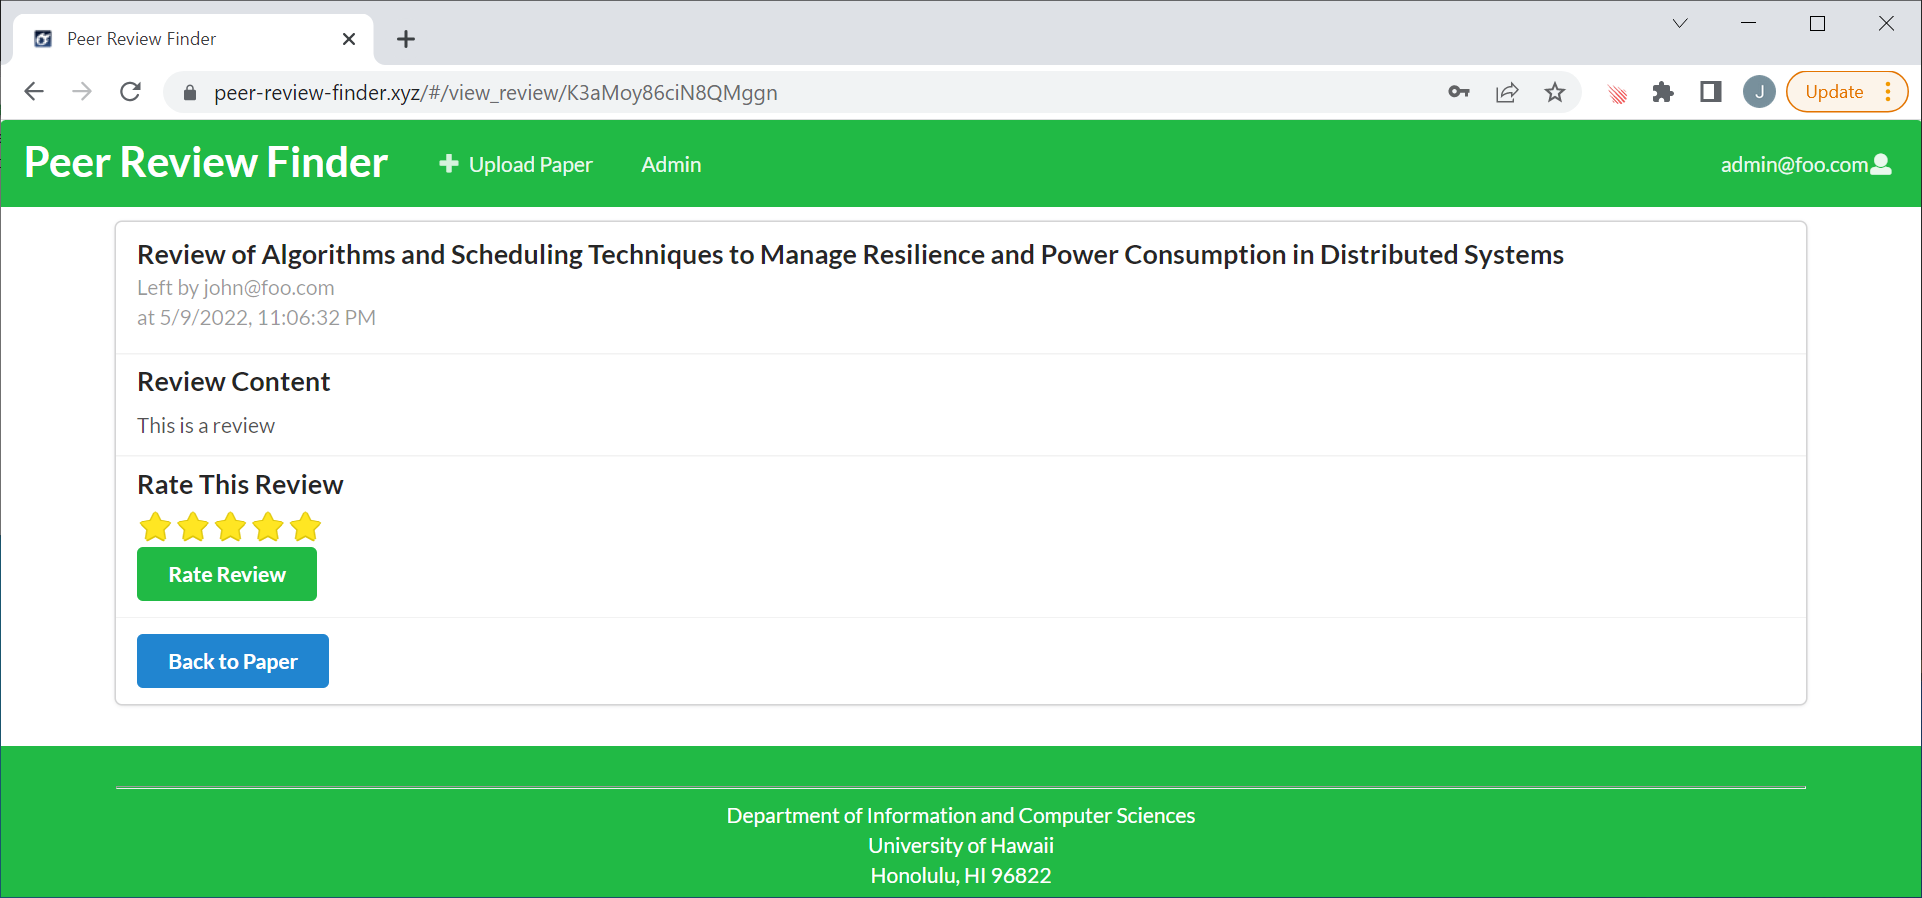 Peer Review Finder
peer-review-finder.xyz/#/view_review/K3aMoy86ciN8QMggn
J
Update
Peer Review Finder
Upload Paper
Admin
admin@foo.com
Review of Algorithms and Scheduling Techniques to Manage Resilience and Power Consumption in Distributed Systems
Left by john@foo.com
at 5/9/2022, 11:06:32 PM
Review Content
This is a review
Rate This Review
Rate Review
Back to Paper
Department of Information and Computer Sciences
University of Hawaii
Honolulu, HI 96822